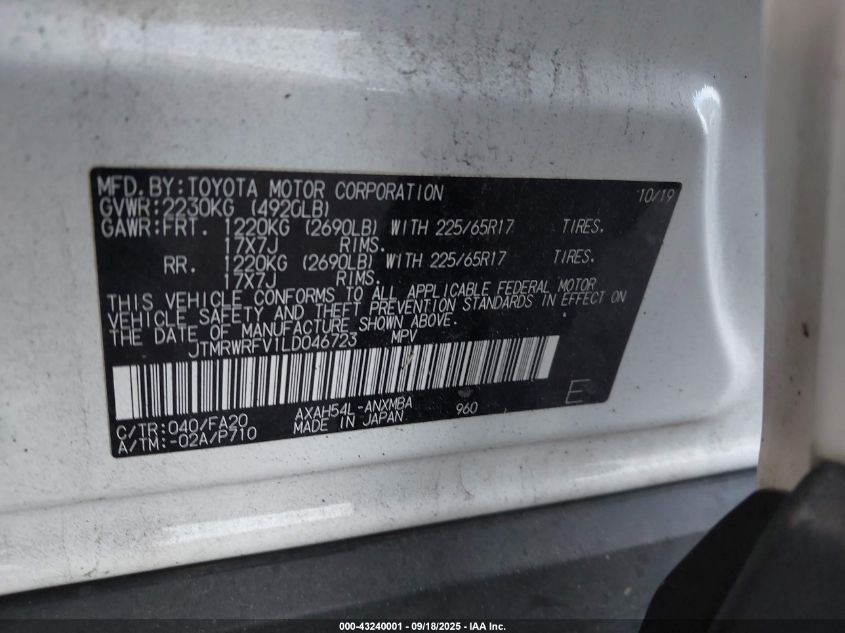 MFD. BY: TOYOTA MOTOR CORPORATION 10/19
GVWR: 2230KG (4920LB)
GAWR: FRT. 1220KG (2690LB) WITH 225/65R17 TIRES.
17X7J RIMS.
RR. 1220KG (2690LB) WITH 225/65R17 TIRES.
17X7J RIMS.
THIS VEHICLE CONFORMS TO ALL APPLICABLE FEDERAL MOTOR
VEHICLE SAFETY AND THEFT PREVENTION STANDARDS IN EFFECT ON
THE DATE OF MANUFACTURE SHOWN ABOVE.
JTMRWRFV1LD046723 MPV
C/TR: 040/FA20 AXAH54L-ANXMBA 960 E
A/TM: -02A/P710 MADE IN JAPAN
000-43240001 - 09/18/2025 - IAA Inc.